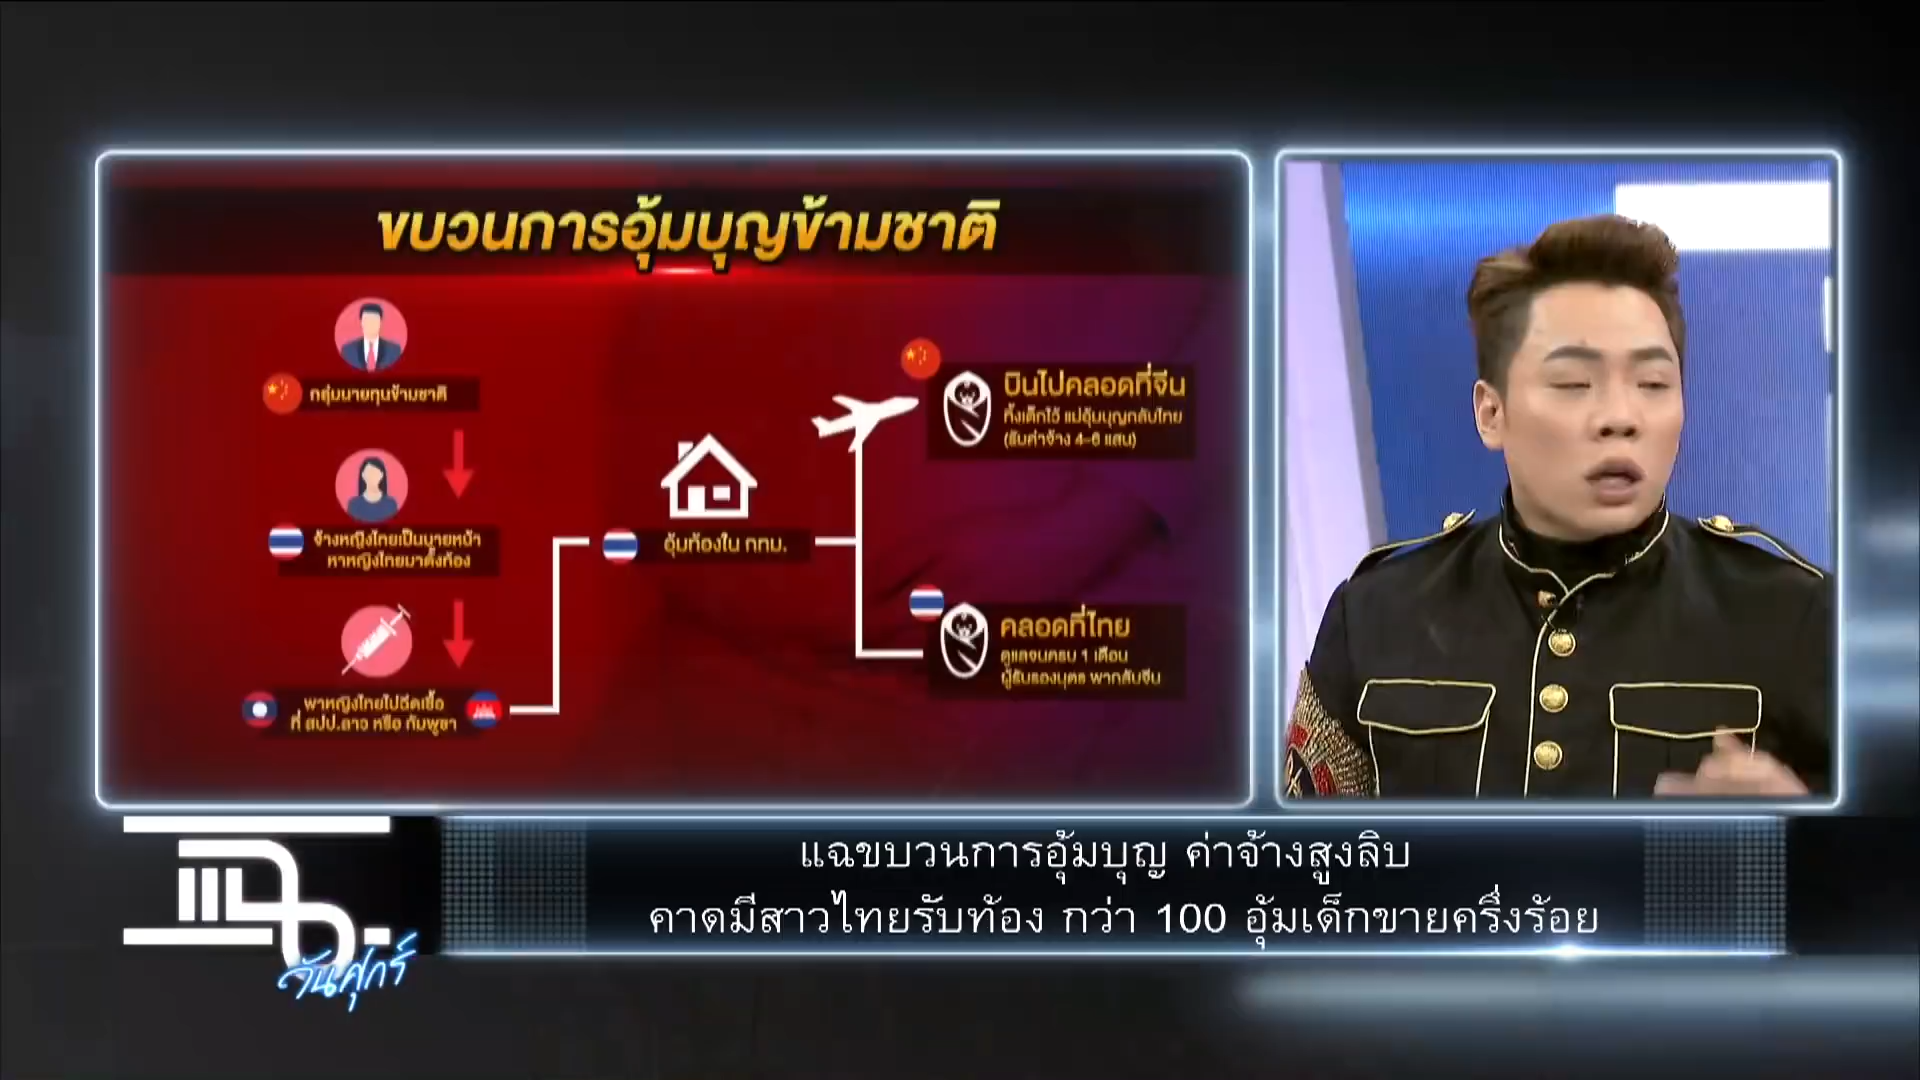 ขบวนการอุ้มบุญข้ามชาติ
กลุ่มนายทุนข้ามชาติ
จ้างหญิงไทยเป็นนายหน้า
หาหญิงไทยมาตั้งท้อง
พาหญิงไทยไปฉีดเชื้อ
ที่ สปป.ลาว หรือ กัมพูชา
อุ้มท้องใน กทม.
บินไปคลอดที่จีน
ทิ้งเด็กไว้ แม่อุ้มบุญกลับไทย
(รับค่าจ้าง 4-6 แสน)
คลอดที่ไทย
ดูแลจนครบ 1 เดือน
ผู้รับรองบุตร พากลับจีน
แฉ.
วันศุกร์
แฉขบวนการอุ้มบุญ ค่าจ้างสูงลิบ
คาดมีสาวไทยรับท้อง กว่า 100 อุ้มเด็กขายครึ่งร้อย